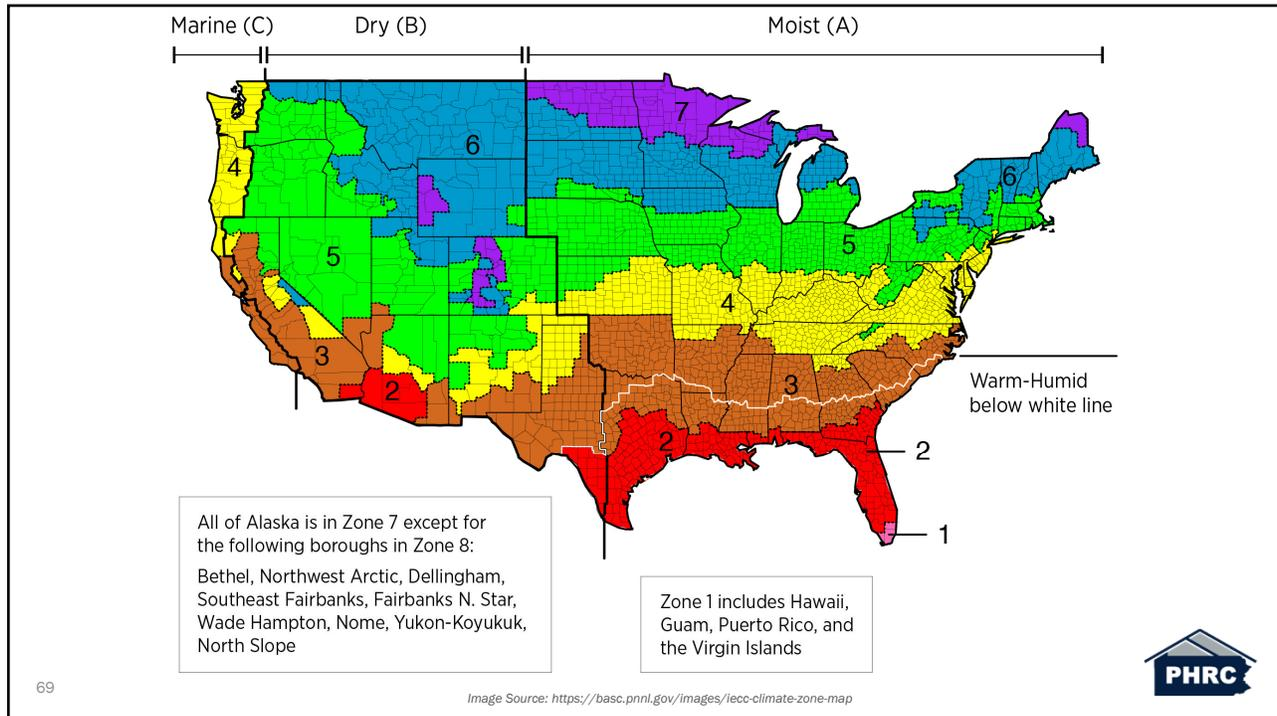 Marine (C)
Dry (B)
Moist (A)
7
6
4
6
5
5
4
3
3
2
2
Warm-Humid
below white line
2
1
All of Alaska is in Zone 7 except for
the following boroughs in Zone 8:
Bethel, Northwest Arctic, Dellingham,
Southeast Fairbanks, Fairbanks N. Star,
Wade Hampton, Nome, Yukon-Koyukuk,
North Slope
Zone 1 includes Hawaii,
Guam, Puerto Rico, and
the Virgin Islands
PHRC
69
Image Source: https://basc.pnnl.gov/images/iecc-climate-zone-map